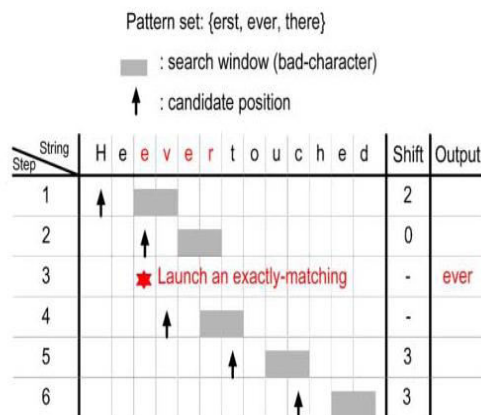 Pattern set: {erst, ever, there}
: search window (bad-character)
: candidate position
String
Step
H e e v e r t o u c h e d Shift Output
1 2
2 0
3 Launch an exactly-matching - ever
4 -
5 3
6 3